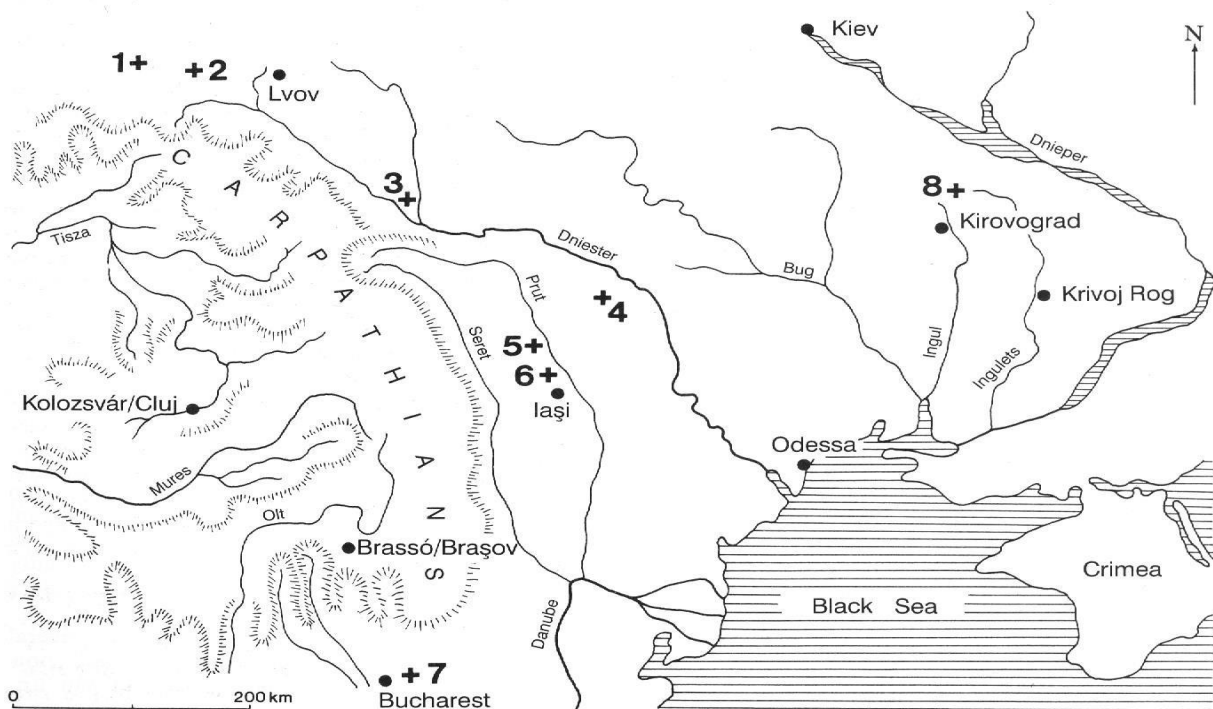 Kiev
N
1+
+2
Lvov
Dnieper
C A R P A T H I A N S
3+
8+
Kirovograd
Tisza
Dniester
Bug
Prut
+4
Krivoj Rog
Seret
5+
Ingul
Ingulets
6+
Kolozsvár/Cluj
Iaşi
Odessa
Mures
Olt
Brassó/Braşov
Crimea
Black Sea
Danube
+7
Bucharest
0
200 km